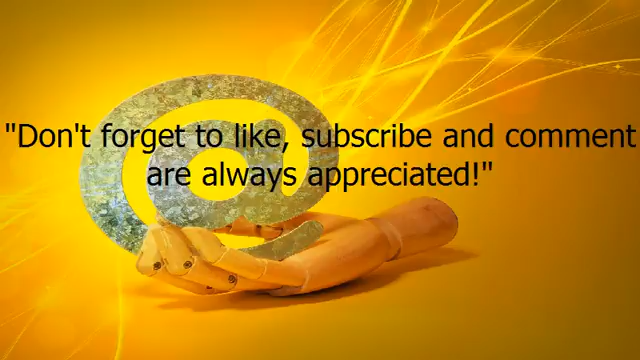 "Don't forget to like, subscribe and comment
are always appreciated!"